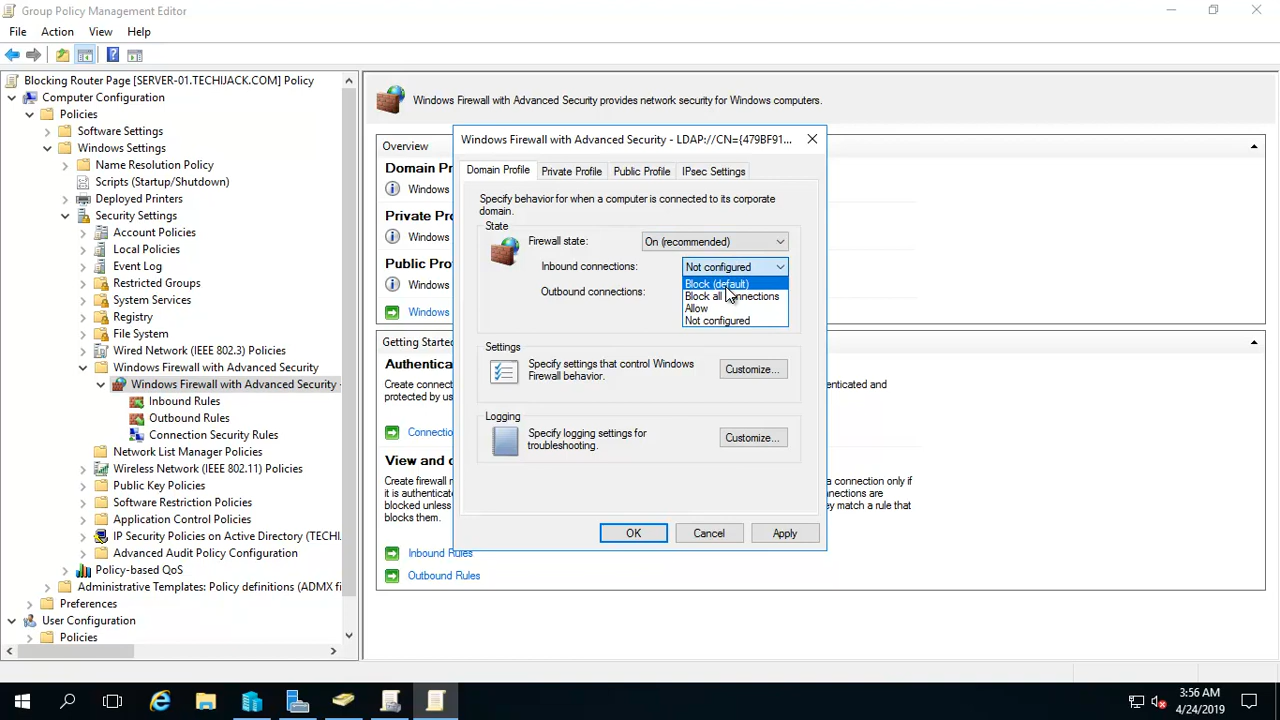 Group Policy Management Editor
File Action View Help
Blocking Router Page [SERVER-01.TECHIJACK.COM] Policy
Computer Configuration
Policies
Software Settings
Windows Settings
Name Resolution Policy
Scripts (Startup/Shutdown)
Deployed Printers
Security Settings
Account Policies
Local Policies
Event Log
Restricted Groups
System Services
Registry
File System
Wired Network (IEEE 802.3) Policies
Windows Firewall with Advanced Security
Windows Firewall with Advanced Security -
Inbound Rules
Outbound Rules
Connection Security Rules
Network List Manager Policies
Wireless Network (IEEE 802.11) Policies
Public Key Policies
Software Restriction Policies
Application Control Policies
IP Security Policies on Active Directory (TECHI
Advanced Audit Policy Configuration
Policy-based QoS
Administrative Templates: Policy definitions (ADMX fi
Preferences
User Configuration
Policies
Windows Firewall with Advanced Security provides network security for Windows computers.
Overview
Domain Pr
Windows
Private Pro
Windows
Public Pro
Windows
Windows
Getting Starte
Authentica
Create connect
protected by us
enticated and
Connectio
View and c
Create firewall r
it is authenticate
blocked unless
blocks them.
a connection only if
nnections are
ey match a rule that
Inbound Rules
Outbound Rules
Windows Firewall with Advanced Security - LDAP://CN={479BF91...
Domain Profile Private Profile Public Profile IPsec Settings
Specify behavior for when a computer is connected to its corporate
domain.
State
Firewall state: On (recommended)
Inbound connections: Not configured
Block (default)
Outbound connections:
Block all connections
Allow
Not configured
Settings
Specify settings that control Windows
Firewall behavior.
Customize...
Logging
Specify logging settings for
troubleshooting.
Customize...
OK Cancel Apply
3:56 AM
4/24/2019